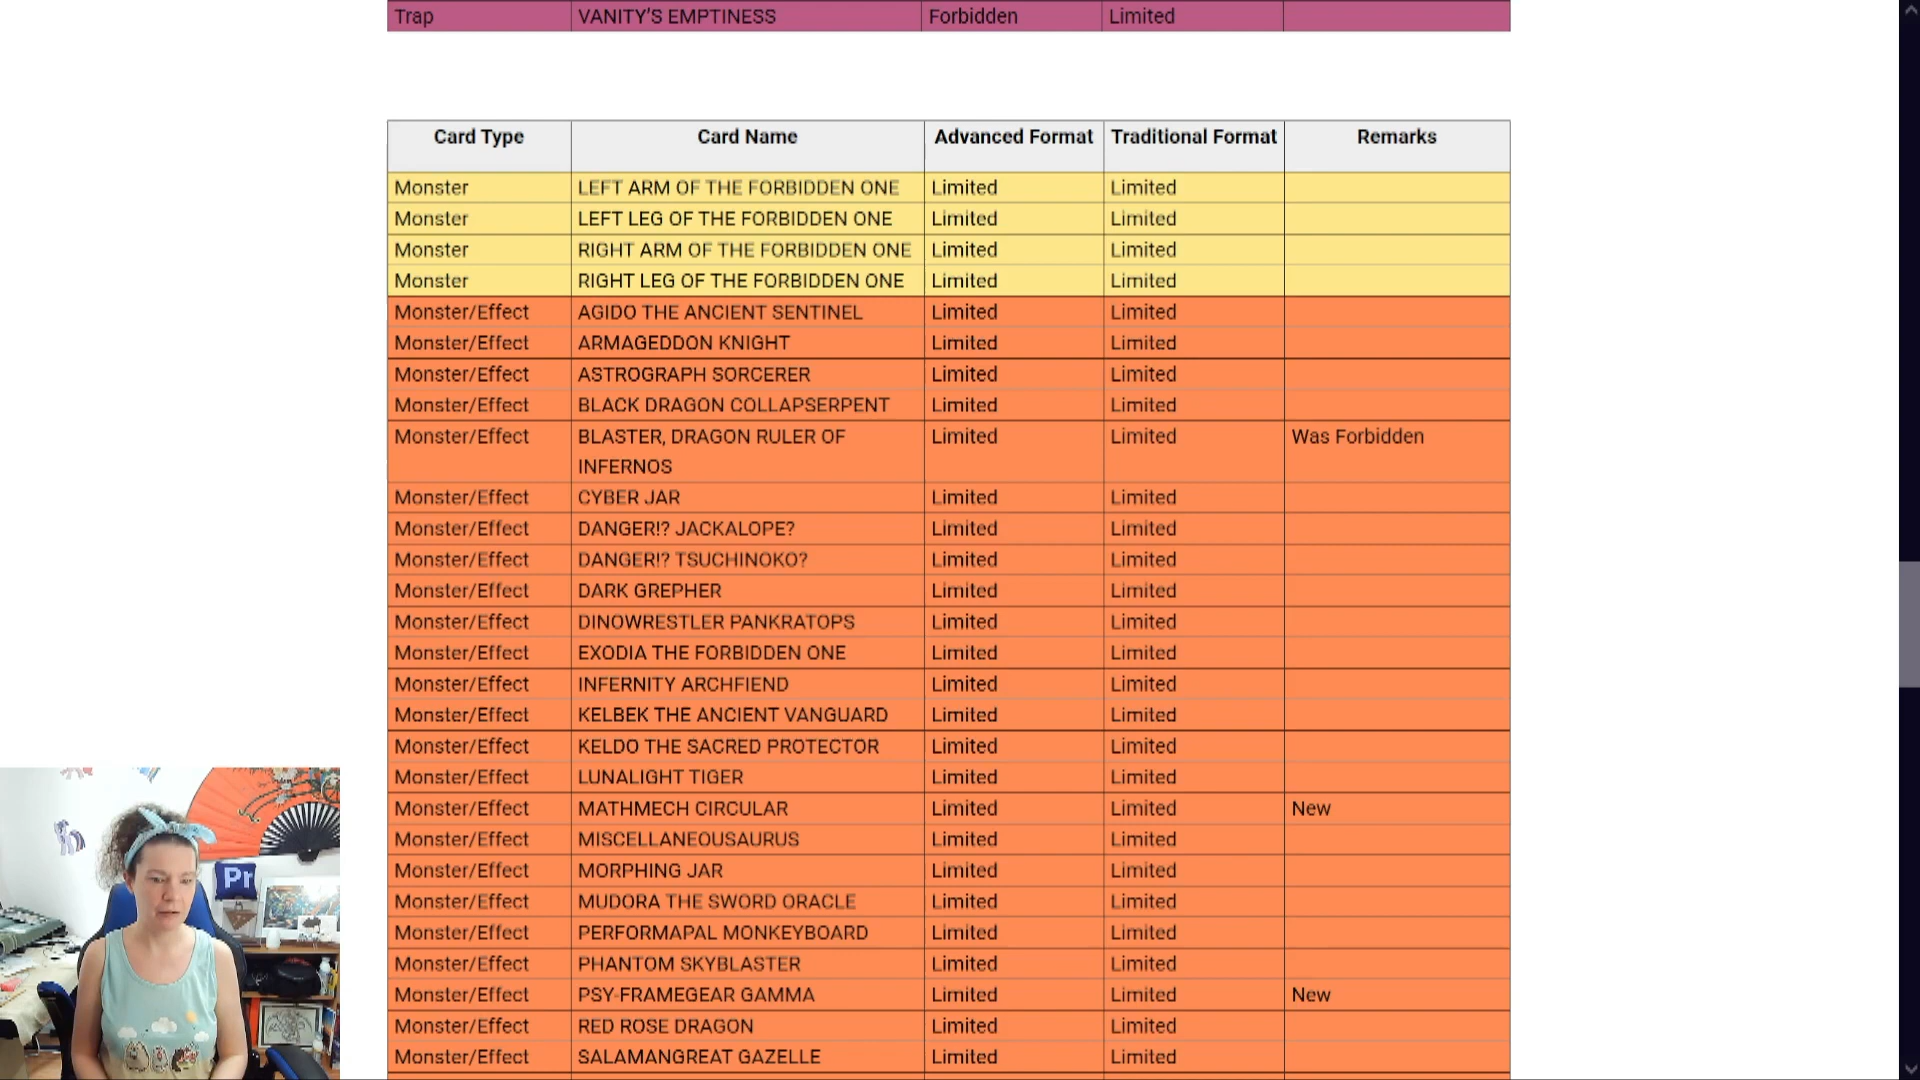 Trap VANITY’S EMPTINESS Forbidden Limited
Card Type Card Name Advanced Format Traditional Format Remarks
Monster LEFT ARM OF THE FORBIDDEN ONE Limited Limited
Monster LEFT LEG OF THE FORBIDDEN ONE Limited Limited
Monster RIGHT ARM OF THE FORBIDDEN ONE Limited Limited
Monster RIGHT LEG OF THE FORBIDDEN ONE Limited Limited
Monster/Effect AGIDO THE ANCIENT SENTINEL Limited Limited
Monster/Effect ARMAGEDDON KNIGHT Limited Limited
Monster/Effect ASTROGRAPH SORCERER Limited Limited
Monster/Effect BLACK DRAGON COLLAPSERPENT Limited Limited
Monster/Effect BLASTER, DRAGON RULER OF Limited Limited Was Forbidden
INFERNOS
Monster/Effect CYBER JAR Limited Limited
Monster/Effect DANGER!? JACKALOPE? Limited Limited
Monster/Effect DANGER!? TSUCHINOKO? Limited Limited
Monster/Effect DARK GREPHER Limited Limited
Monster/Effect DINOWRESTLER PANKRATOPS Limited Limited
Monster/Effect EXODIA THE FORBIDDEN ONE Limited Limited
Monster/Effect INFERNITY ARCHFIEND Limited Limited
Monster/Effect KELBEK THE ANCIENT VANGUARD Limited Limited
Monster/Effect KELDO THE SACRED PROTECTOR Limited Limited
Monster/Effect LUNALIGHT TIGER Limited Limited
Monster/Effect MATHMECH CIRCULAR Limited Limited New
Monster/Effect MISCELLANEOUSAURUS Limited Limited
Monster/Effect MORPHING JAR Limited Limited
Monster/Effect MUDORA THE SWORD ORACLE Limited Limited
Monster/Effect PERFORMAPAL MONKEYBOARD Limited Limited
Monster/Effect PHANTOM SKYBLASTER Limited Limited
Monster/Effect PSY-FRAMEGEAR GAMMA Limited Limited New
Monster/Effect RED ROSE DRAGON Limited Limited
Monster/Effect SALAMANGREAT GAZELLE Limited Limited
Pr